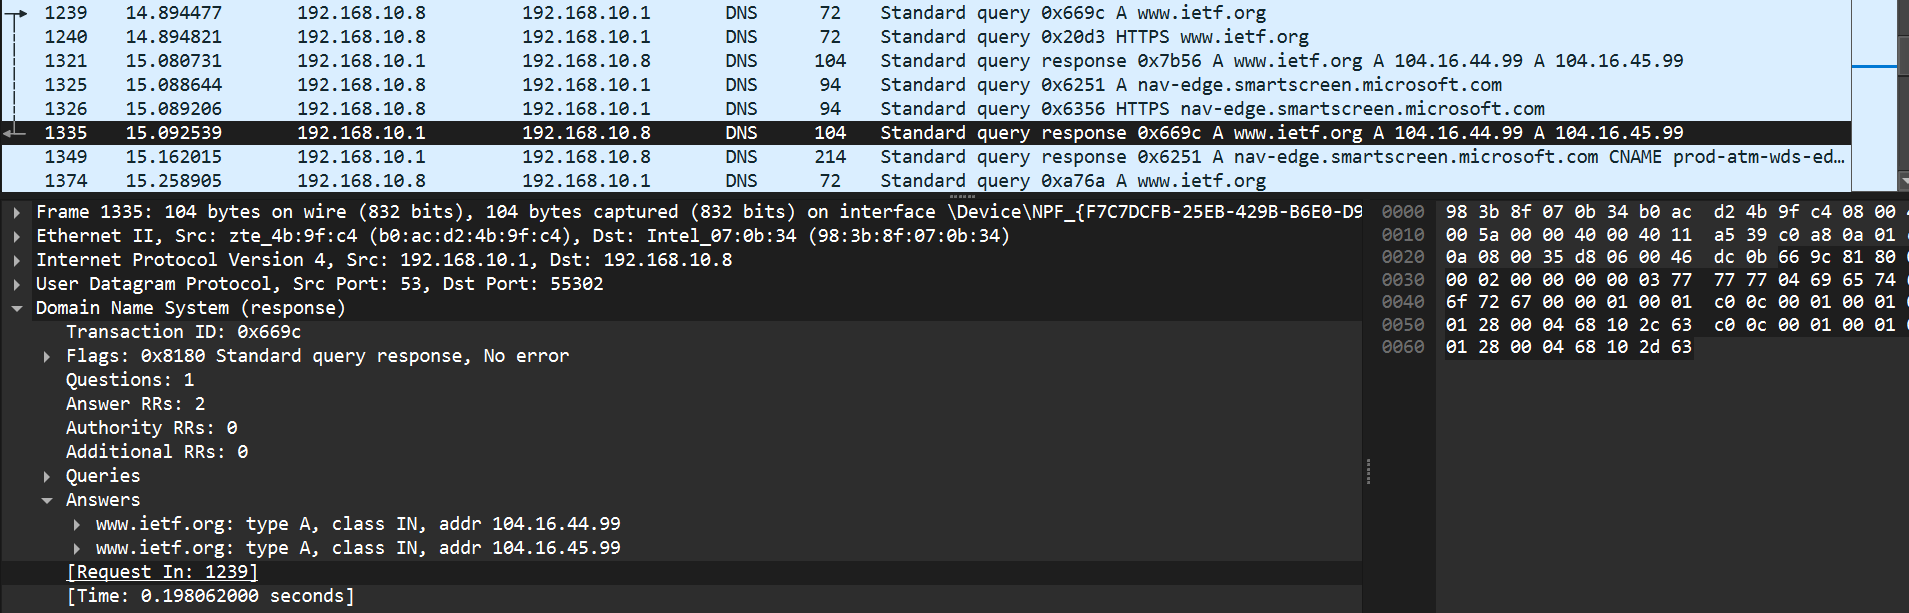 1239 14.894477 192.168.10.8 192.168.10.1 DNS 72 Standard query 0x669c A www.ietf.org
1240 14.894821 192.168.10.8 192.168.10.1 DNS 72 Standard query 0x20d3 HTTPS www.ietf.org
1321 15.080731 192.168.10.1 192.168.10.8 DNS 104 Standard query response 0x7b56 A www.ietf.org A 104.16.44.99 A 104.16.45.99
1325 15.088644 192.168.10.8 192.168.10.1 DNS 94 Standard query 0x6251 A nav-edge.smartscreen.microsoft.com
1326 15.089206 192.168.10.8 192.168.10.1 DNS 94 Standard query 0x6356 HTTPS nav-edge.smartscreen.microsoft.com
1335 15.092539 192.168.10.1 192.168.10.8 DNS 104 Standard query response 0x669c A www.ietf.org A 104.16.44.99 A 104.16.45.99
1349 15.162015 192.168.10.1 192.168.10.8 DNS 214 Standard query response 0x6251 A nav-edge.smartscreen.microsoft.com CNAME prod-atm-wds-ed…
1374 15.258905 192.168.10.8 192.168.10.1 DNS 72 Standard query 0xa76a A www.ietf.org
Frame 1335: 104 bytes on wire (832 bits), 104 bytes captured (832 bits) on interface \Device\NPF_{F7C7DCFB-25EB-429B-B6E0-D9
Ethernet II, Src: zte_4b:9f:c4 (b0:ac:d2:4b:9f:c4), Dst: Intel_07:0b:34 (98:3b:8f:07:0b:34)
Internet Protocol Version 4, Src: 192.168.10.1, Dst: 192.168.10.8
User Datagram Protocol, Src Port: 53, Dst Port: 55302
Domain Name System (response)
Transaction ID: 0x669c
Flags: 0x8180 Standard query response, No error
Questions: 1
Answer RRs: 2
Authority RRs: 0
Additional RRs: 0
Queries
Answers
www.ietf.org: type A, class IN, addr 104.16.44.99
www.ietf.org: type A, class IN, addr 104.16.45.99
[Request In: 1239]
[Time: 0.198062000 seconds]
0000 98 3b 8f 07 0b 34 b0 ac d2 4b 9f c4 08 00
0010 00 5a 00 00 40 00 40 11 a5 39 c0 a8 0a 01
0020 0a 08 00 35 d8 06 00 46 dc 0b 66 9c 81 80
0030 00 02 00 00 00 00 03 77 77 77 04 69 65 74
0040 6f 72 67 00 00 01 00 01 c0 0c 00 01 00 01
0050 01 28 00 04 68 10 2c 63 c0 0c 00 01 00 01
0060 01 28 00 04 68 10 2d 63